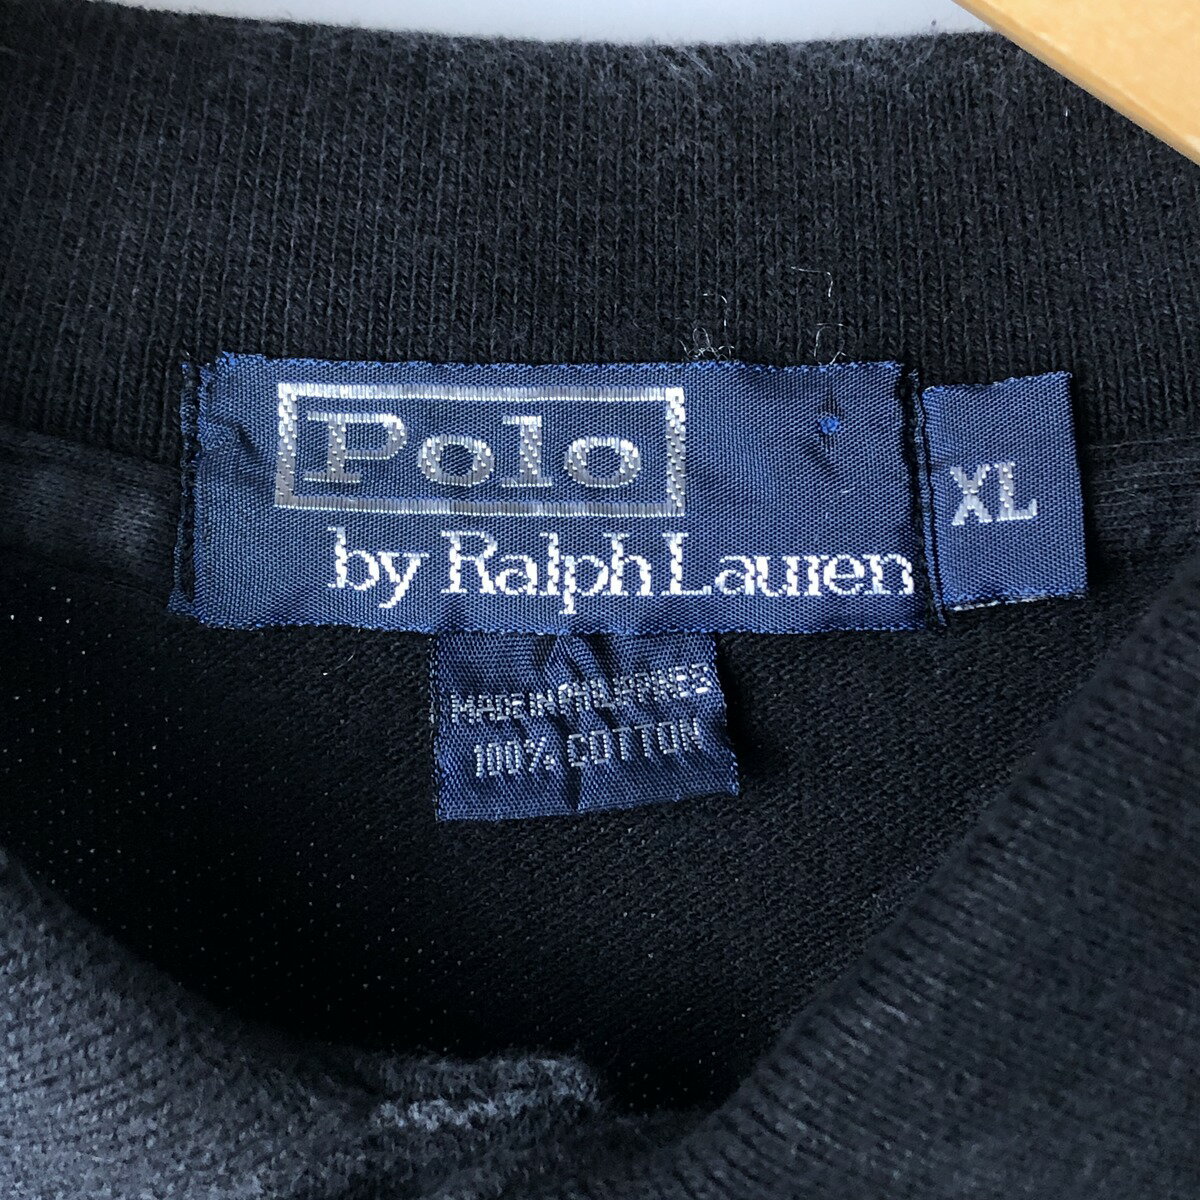 Polo
by Ralph Lauren
XL
MADE IN PHILIPPINES
100% COTTON